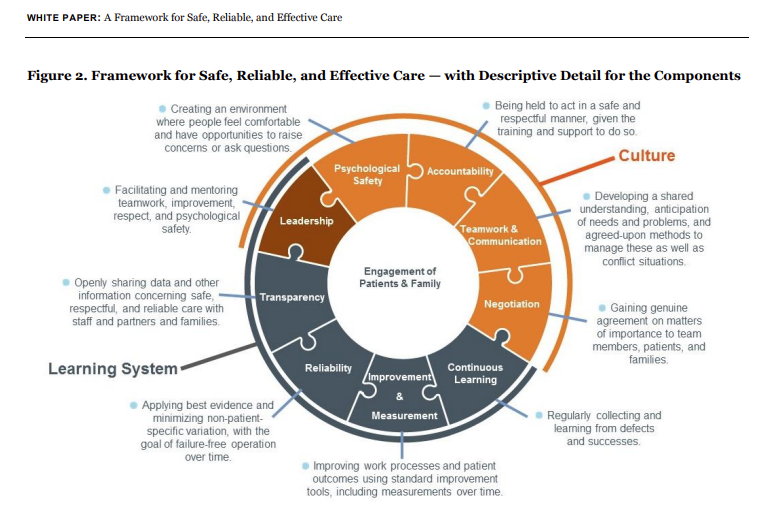 WHITE PAPER: A Framework for Safe, Reliable, and Effective Care
Figure 2. Framework for Safe, Reliable, and Effective Care — with Descriptive Detail for the Components
Creating an environment
where people feel comfortable
and have opportunities to raise
concerns or ask questions.
Being held to act in a safe and
respectful manner, given the
training and support to do so.
Culture
Psychological
Safety
Accountability
Facilitating and mentoring
teamwork, improvement,
respect, and psychological
safety.
Leadership
Teamwork &
Communication
Developing a shared
understanding, anticipation
of needs and problems, and
agreed-upon methods to
manage these as well as
conflict situations.
Engagement of
Patients & Family
Openly sharing data and other
information concerning safe,
respectful, and reliable care with
staff and partners and families.
Transparency
Negotiation
Gaining genuine
agreement on matters
of importance to team
members, patients, and
families.
Learning System
Reliability
Improvement
&
Measurement
Continuous
Learning
Applying best evidence and
minimizing non-patient-
specific variation, with the
goal of failure-free operation
over time.
Regularly collecting and
learning from defects
and successes.
Improving work processes and patient
outcomes using standard improvement
tools, including measurements over time.